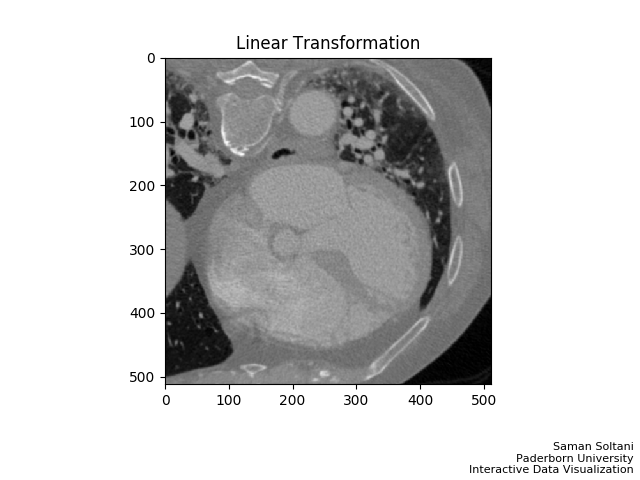 Linear Transformation
0
100
200
300
400
500
0 100 200 300 400 500
Saman Soltani
Paderborn University
Interactive Data Visualization